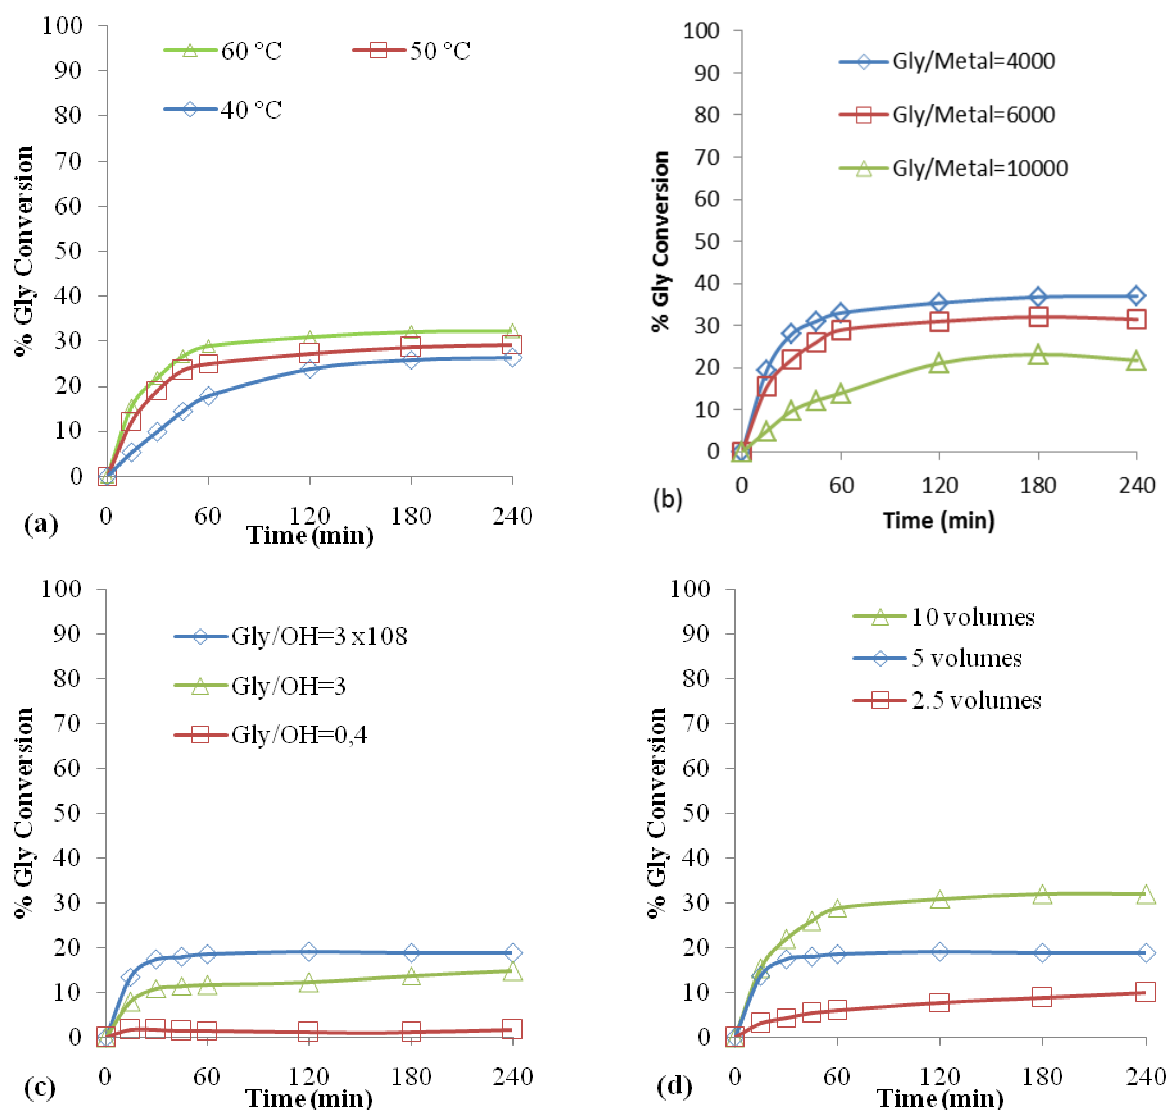 100
90
80
70
60
50
40
30
20
10
0
% Gly Conversion
60 °C
50 °C
40 °C
0 60 120 180 240
Time (min)
(a)
100
90
80
70
60
50
40
30
20
10
0
% Gly Conversion
Gly/Metal=4000
Gly/Metal=6000
Gly/Metal=10000
0 60 120 180 240
Time (min)
(b)
100
90
80
70
60
50
40
30
20
10
0
% Gly Conversion
Gly/OH=3 x108
Gly/OH=3
Gly/OH=0,4
0 60 120 180 240
Time (min)
(c)
100
90
80
70
60
50
40
30
20
10
0
% Gly Conversion
10 volumes
5 volumes
2.5 volumes
0 60 120 180 240
Time (min)
(d)